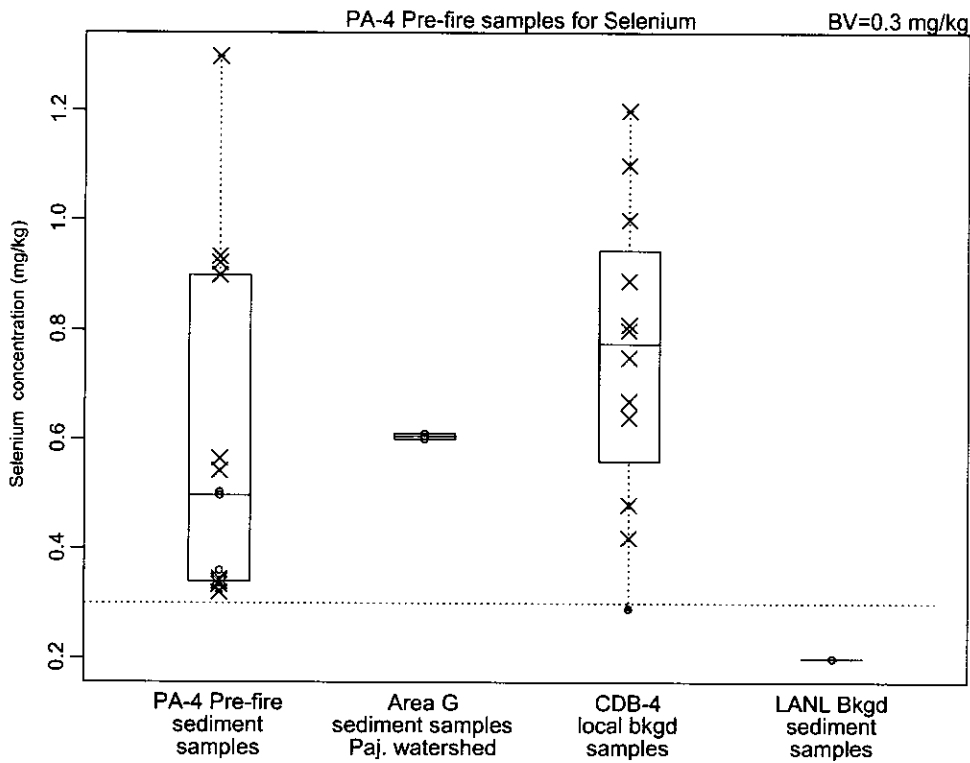 PA-4 Pre-fire samples for Selenium BV=0.3 mg/kg
Selenium concentration (mg/kg)
1.2
1.0
0.8
0.6
0.4
0.2
PA-4 Pre-fire
sediment
samples
Area G
sediment samples
Paj. watershed
CDB-4
local bkgd
samples
LANL Bkgd
sediment
samples